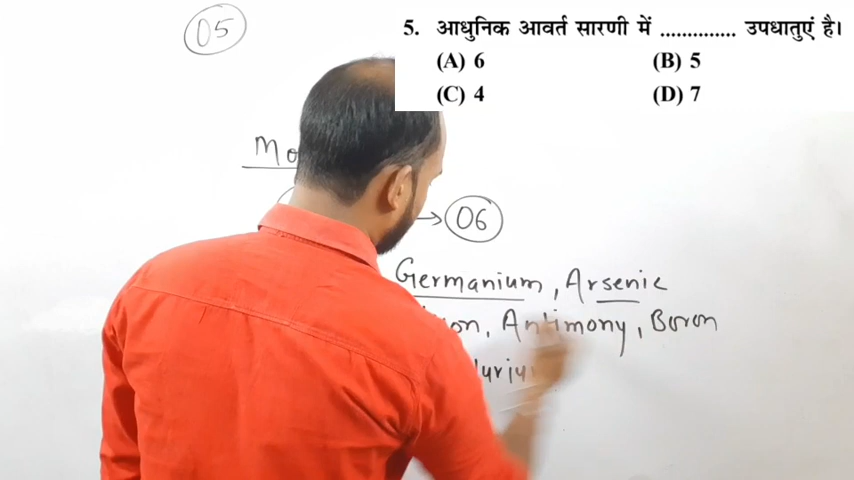 05
5. आधुनिक आवर्त सारणी में .............. उपधातुएं है।
(A) 6 (B) 5
(C) 4 (D) 7
06
Germanium, Arsenic
Antimony, Boron